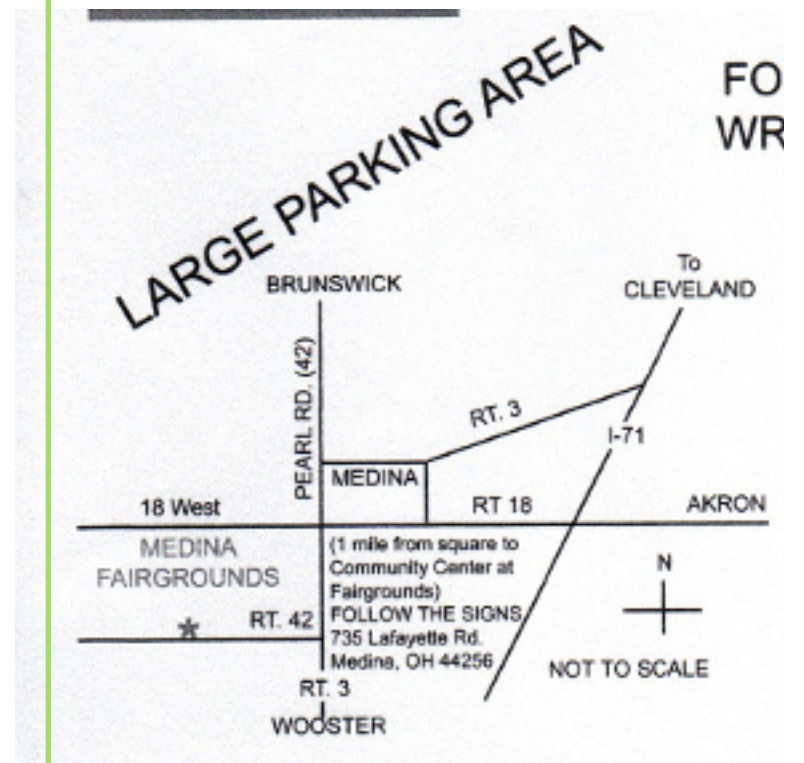 LARGE PARKING AREA
FO
WR
BRUNSWICK
To
CLEVELAND
PEARL RD. (42)
RT. 3
I-71
MEDINA
18 West
RT 18
AKRON
MEDINA
FAIRGROUNDS
(1 mile from square to
Community Center at
Fairgrounds)
FOLLOW THE SIGNS
735 Lafayette Rd.
Medina, OH 44256
N
RT. 42
NOT TO SCALE
RT. 3
WOOSTER